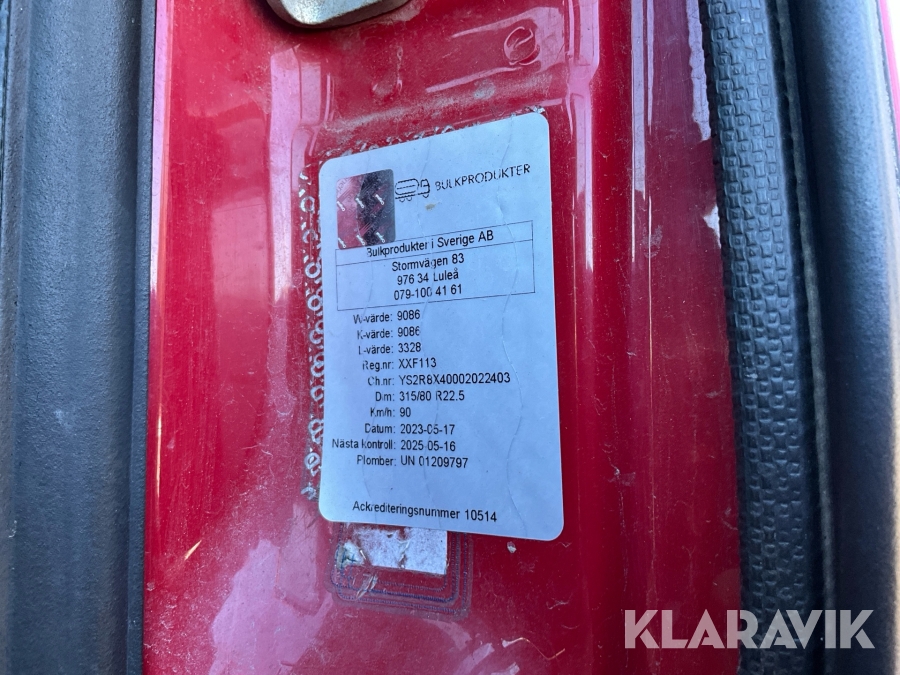 BULKPRODUKTER
Bulkprodukter i Sverige AB
Stormvägen 83
976 34 Luleå
079-100 41 61
W-värde: 9086
K-värde: 9086
L-värde: 3328
Reg.nr: XXF113
Ch.nr: YS2R8X40002022403
Dim: 315/80 R22.5
Km/h: 90
Datum: 2023-05-17
Nästa kontroll: 2025-05-16
Plomber: UN 01209797
Ackrediteringsnummer 10514
KLARAVIK